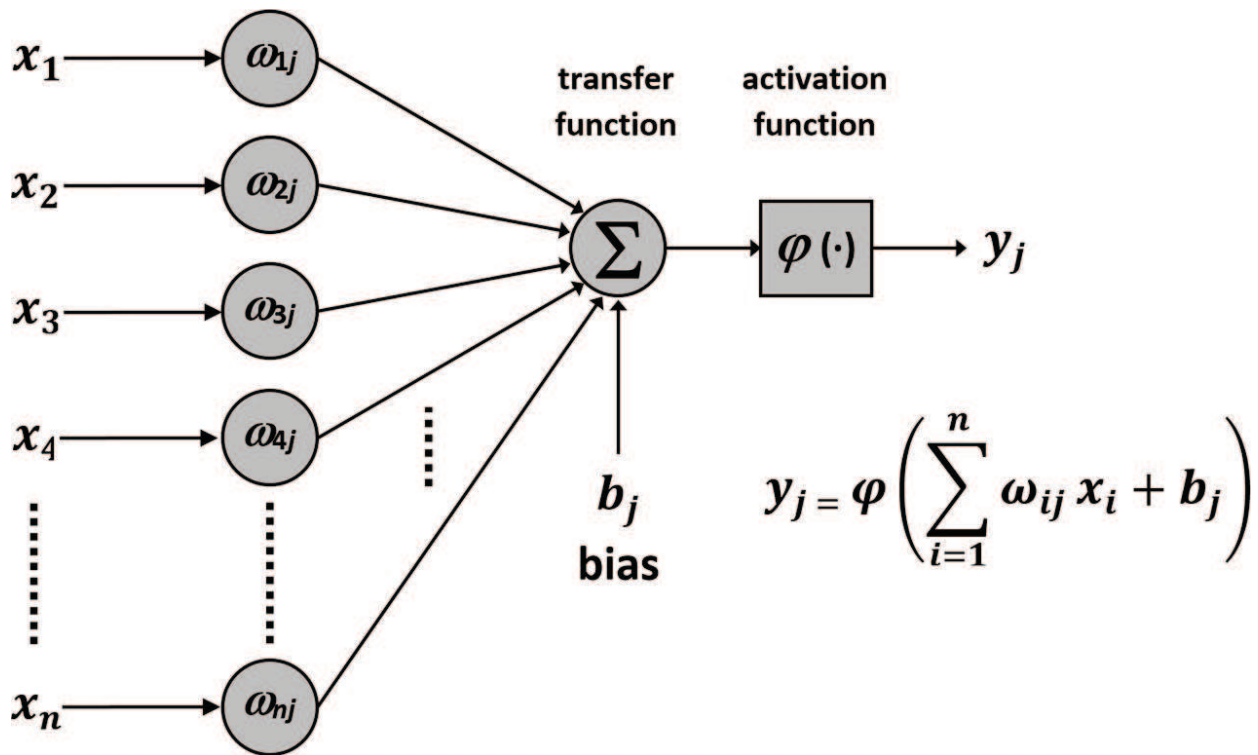 x₁
ω₁ⱼ
transfer
function
activation
function
x₂
ω₂ⱼ
Σ
φ (·)
yⱼ
x₃
ω₃ⱼ
x₄
ω₄ⱼ
bⱼ
bias
yⱼ = φ ( ∑ⁿᵢ₌₁ ωᵢⱼ xᵢ + bⱼ )
xₙ
ωₙⱼ